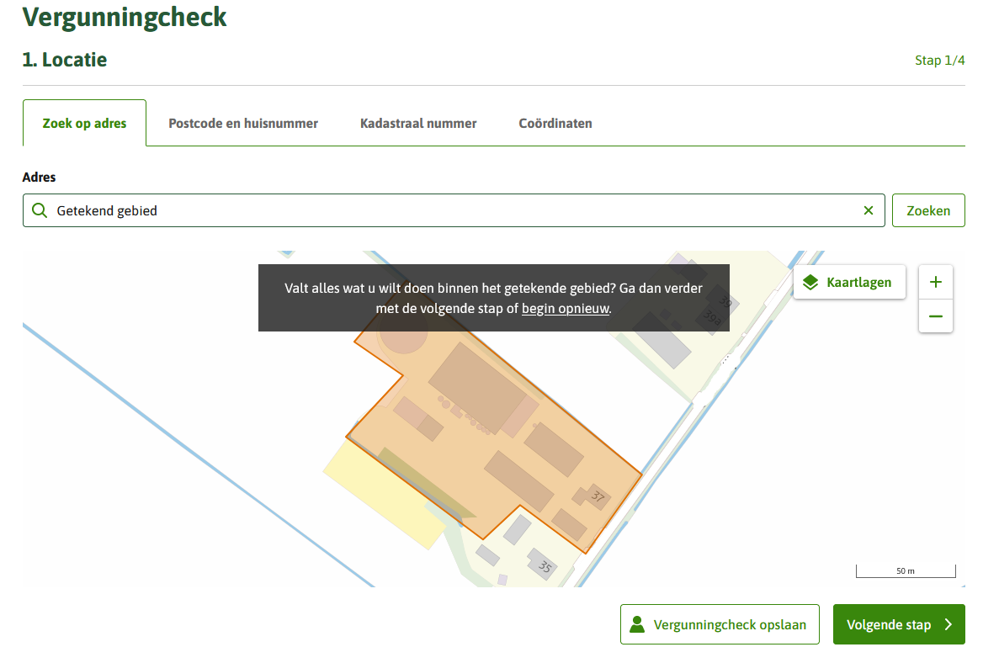 Vergunningcheck
1. Locatie
Stap 1/4
Zoek op adres
Postcode en huisnummer
Kadastraal nummer
Coördinaten
Adres
Getekend gebied
Zoeken
Valt alles wat u wilt doen binnen het getekende gebied? Ga dan verder
met de volgende stap of begin opnieuw.
Kaartlagen
39
39a
37
35
50 m
Vergunningcheck opslaan
Volgende stap